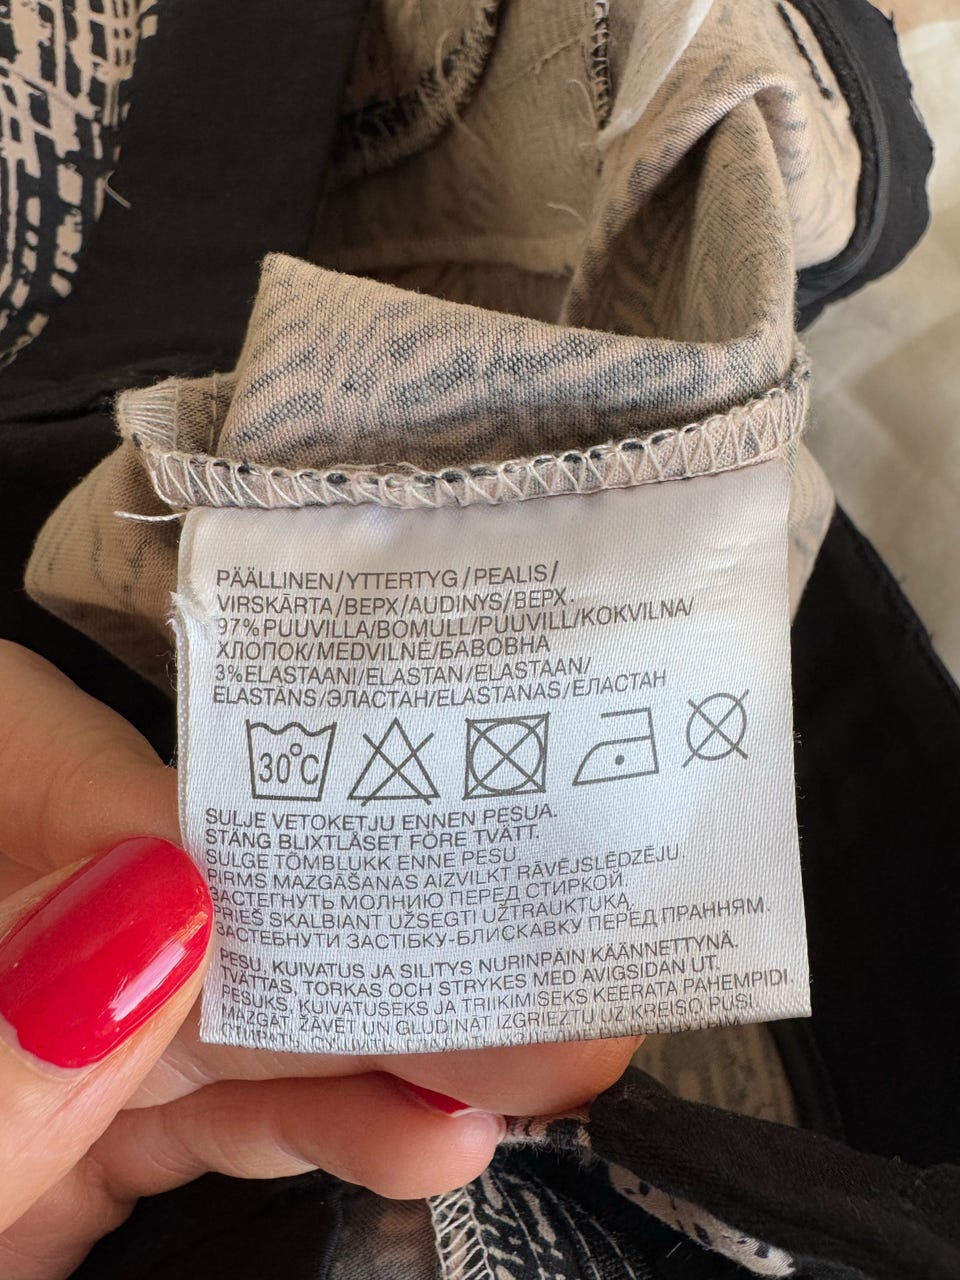 PÄÄLLINEN/YTTERTYG/PEALIS/
VIRSKĀRTA/ВЕРХ/AUDINYS/ВЕРХ.
97%PUUVILLA/BOMULL/PUUVILL/KOKVILNA/
ХЛОПОК/MEDVILNĖ/БАВОВНА
3%ELASTAANI/ELASTAN/ELASTAAN/
ELASTĀNS/ЭЛАСТАН/ELASTANAS/ЕЛАСТАН
30°C
SULJE VETOKETJU ENNEN PESUA.
STÄNG BLIXTLÅSET FÖRE TVÄTT.
SULGE TÕMBLUKK ENNE PESU.
PIRMS MAZGĀŠANAS AIZVILKT RĀVĒJSLĒDZĒJU.
ЗАСТЕГНУТЬ МОЛНИЮ ПЕРЕД СТИРКОЙ.
PRIEŠ SKALBIANT UŽSEGTI UŽTRAUKTUKĄ.
ЗАСТЕБНУТИ ЗАСТІБКУ-БЛИСКАВКУ ПЕРЕД ПРАННЯМ.
PESU, KUIVATUS JA SILITYS NURINPÄIN KÄÄNNETTYNÄ.
TVÄTTAS, TORKAS OCH STRYKES MED AVIGSIDAN UT.
PESUKS, KUIVATUSEKS JA TRIIKIMISEKS KEERATA PAHEMPIDI.
MAZGĀT, ŽĀVĒT UN GLUDINĀT IZGRIEZTU UZ KREISO PUSI.